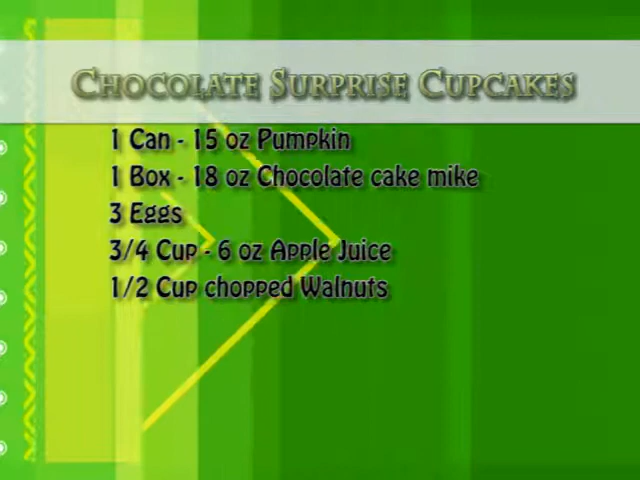 Chocolate Surprise Cupcakes
1 Can - 15 oz Pumpkin
1 Box - 18 oz Chocolate cake mike
3 Eggs
3/4 Cup - 6 oz Apple Juice
1/2 Cup chopped Walnuts